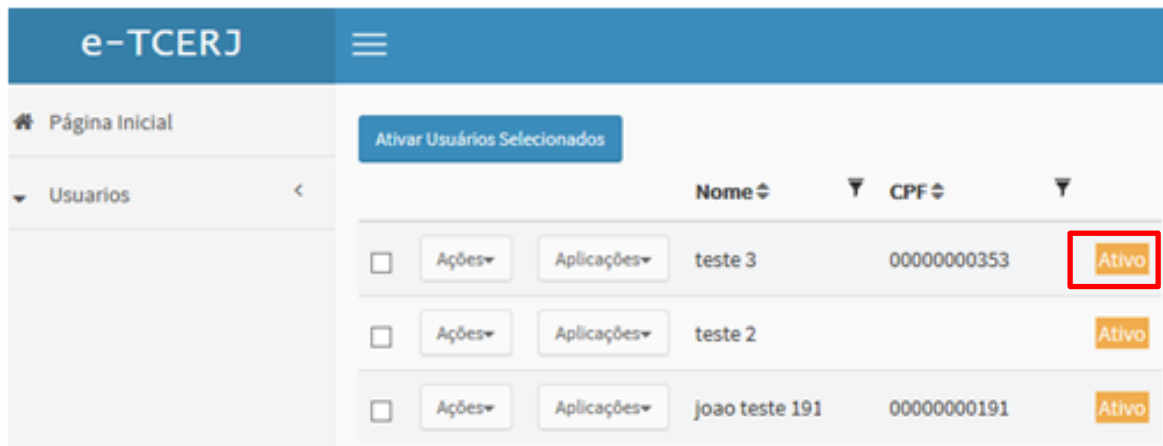 e-TCERJ
Página Inicial
Usuarios
Ativar Usuários Selecionados
Nome CPF
Ações Aplicações teste 3 00000000353 Ativo
Ações Aplicações teste 2 Ativo
Ações Aplicações joao teste 191 00000000191 Ativo